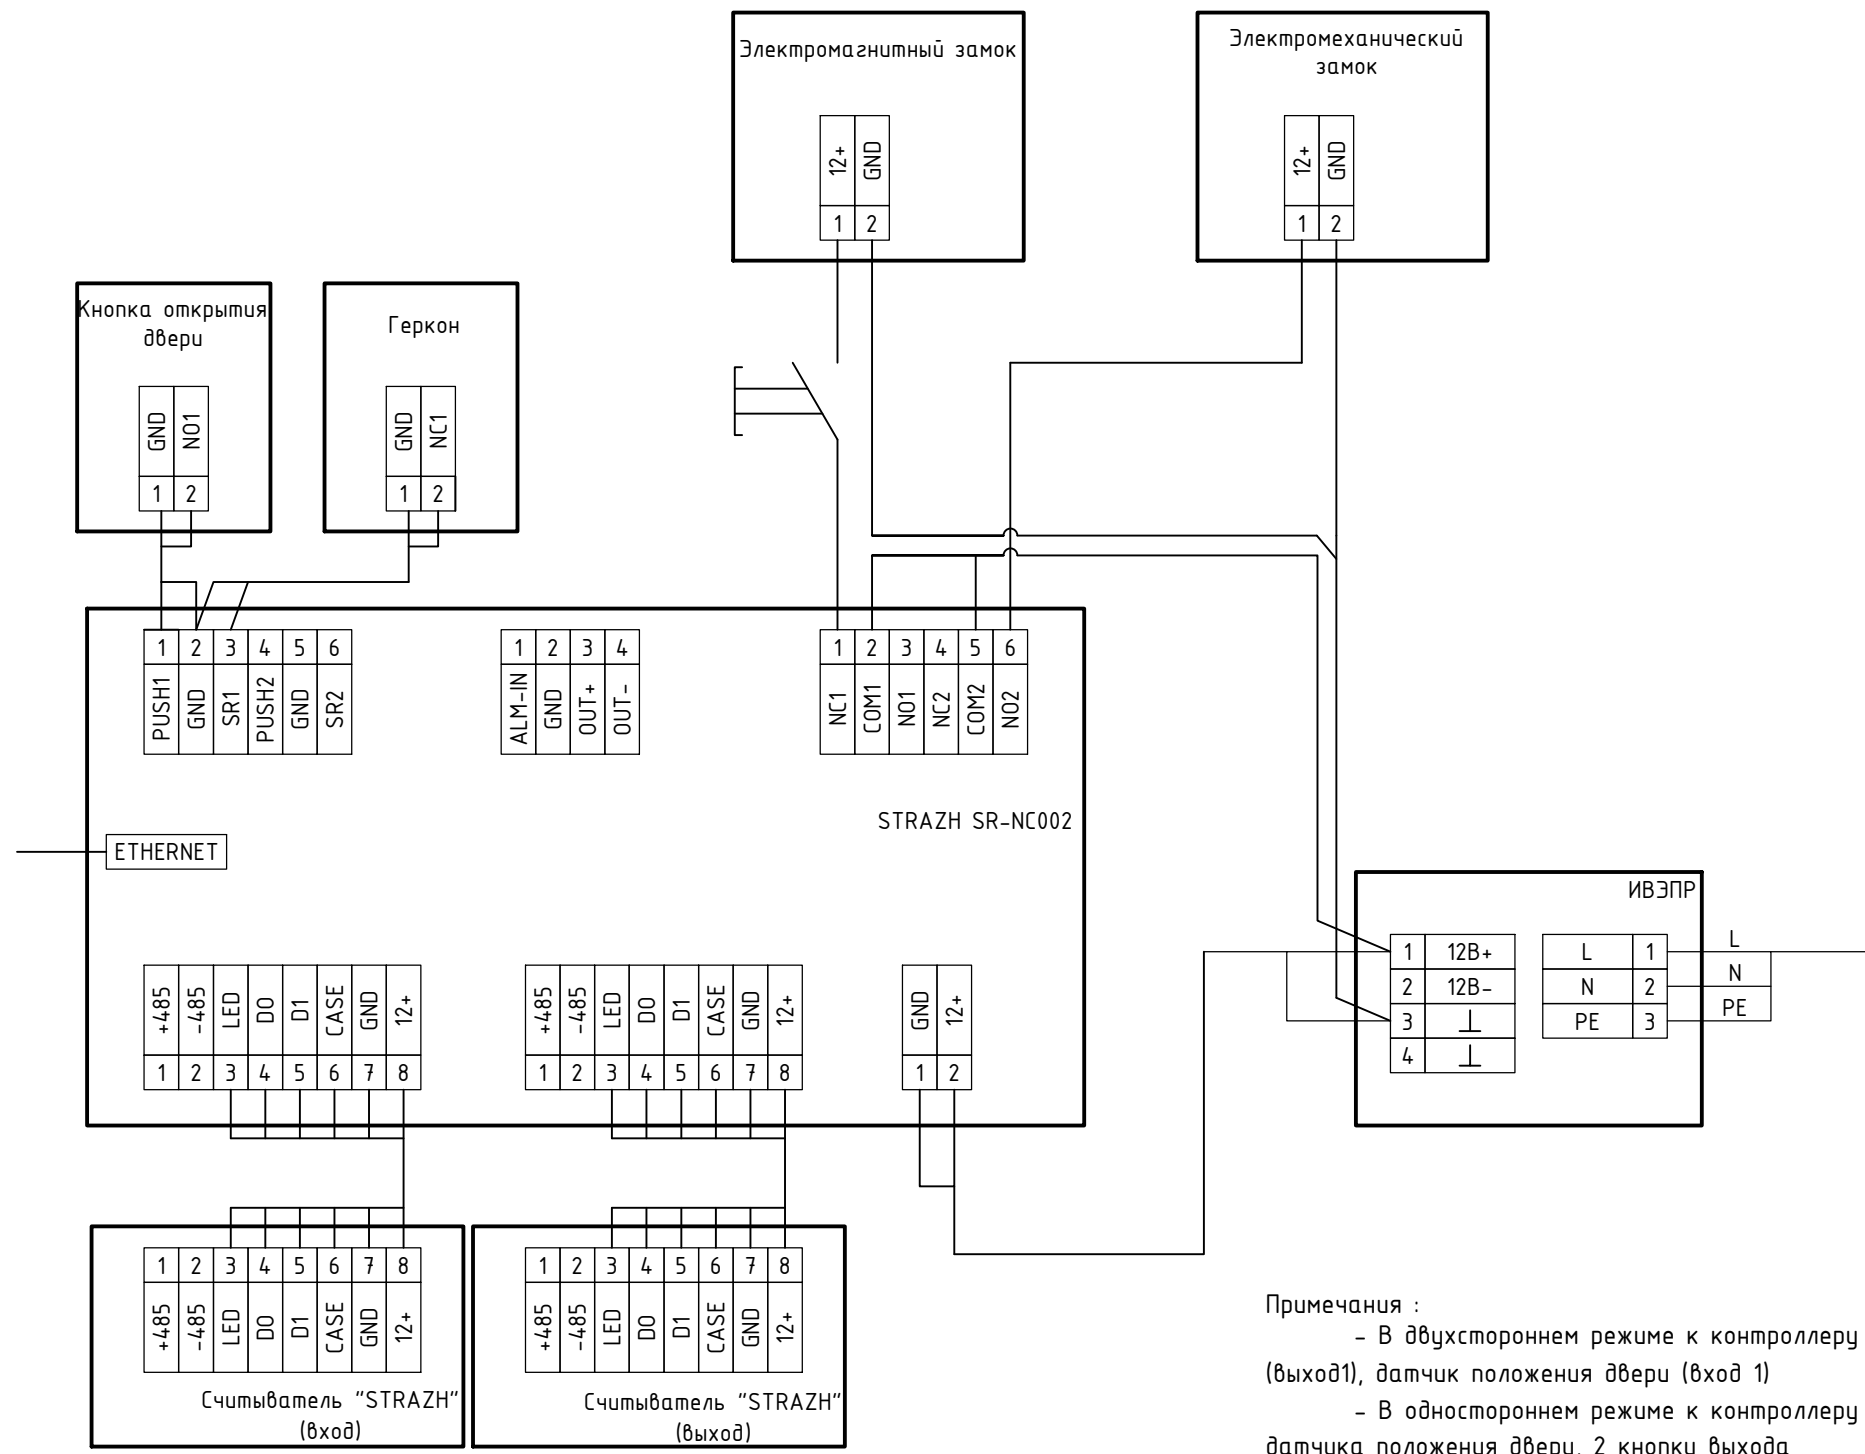 Электромагнитный замок
12+ GND
1 2
Электромеханический
замок
12+ GND
1 2
Кнопка открытия
двери
GND NO1
1 2
Геркон
GND NC1
1 2
1 2 3 4 5 6
PUSH1 GND SR1 PUSH2 GND SR2
1 2 3 4
ALM-IN GND OUT+ OUT-
1 2 3 4 5 6
NC1 COM1 NO1 NC2 COM2 NO2
STRAZH SR-NC002
ETHERNET
ИВЭПР
1 12В+
2 12В-
3 ⊥
4 ⊥
L 1 L
N 2 N
PE 3 PE
+485 -485 LED D0 D1 CASE GND 12+
1 2 3 4 5 6 7 8
+485 -485 LED D0 D1 CASE GND 12+
1 2 3 4 5 6 7 8
GND 12+
1 2
1 2 3 4 5 6 7 8
+485 -485 LED D0 D1 CASE GND 12+
Считыватель "STRAZH"
(вход)
1 2 3 4 5 6 7 8
+485 -485 LED D0 D1 CASE GND 12+
Считыватель "STRAZH"
(выход)
Примечания :
- В двухстороннем режиме к контроллеру
(выход1), датчик положения двери (вход 1)
- В одностороннем режиме к контроллеру
датчика положения двери, 2 кнопки выхода